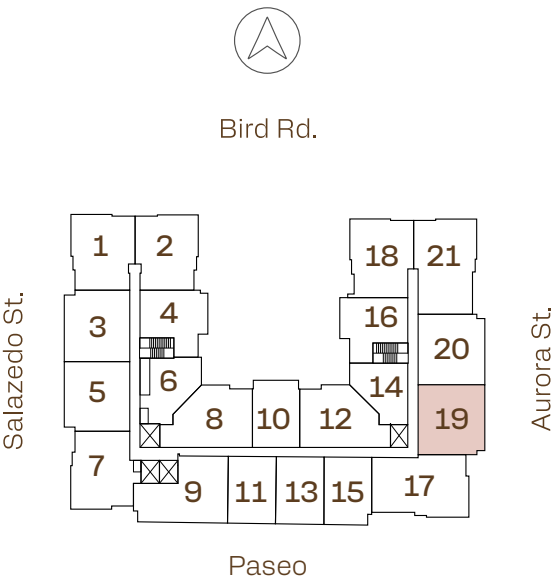 Bird Rd.
1 2 18 21
3 4 16 20
Salazedo St.
Aurora St.
5 6 14 19
8 10 12
7 9 11 13 15 17
Paseo